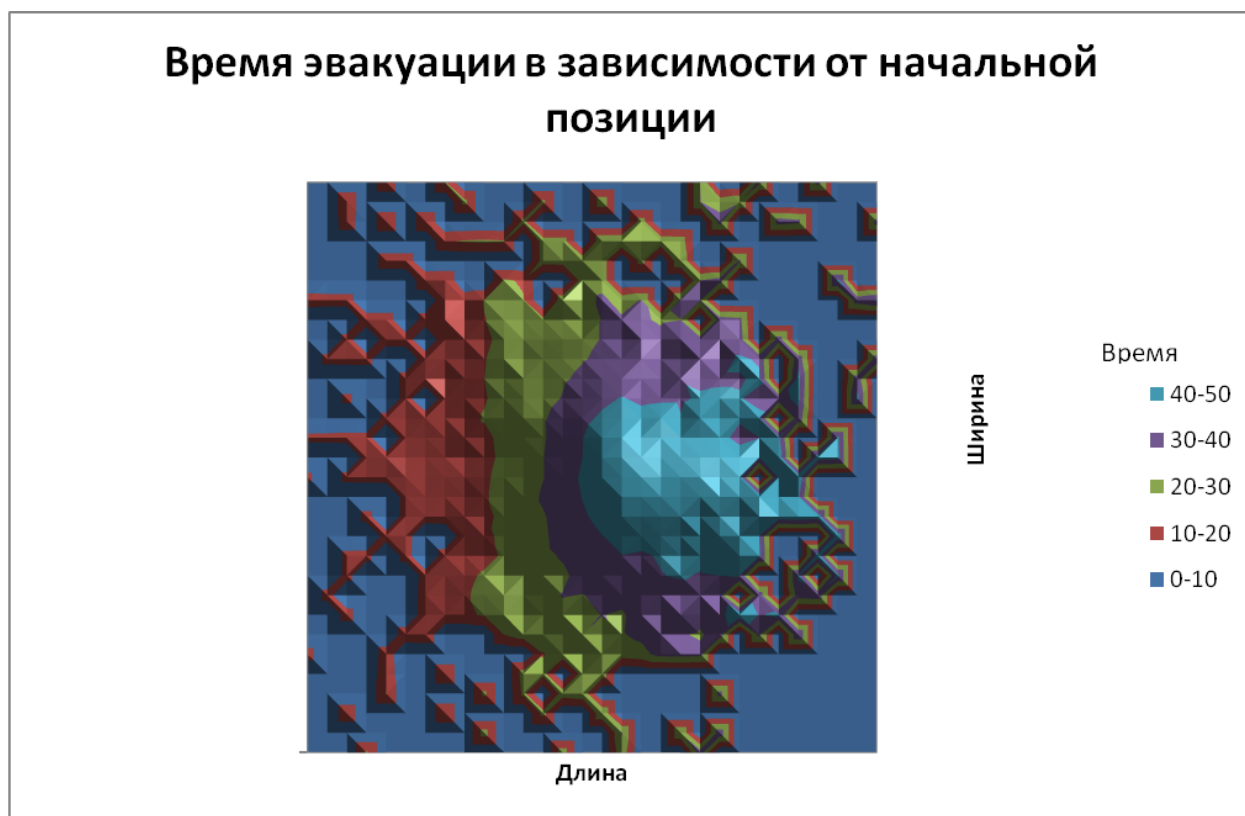 Время эвакуации в зависимости от начальной
позиции
Ширина
Длина
Время
40-50
30-40
20-30
10-20
0-10